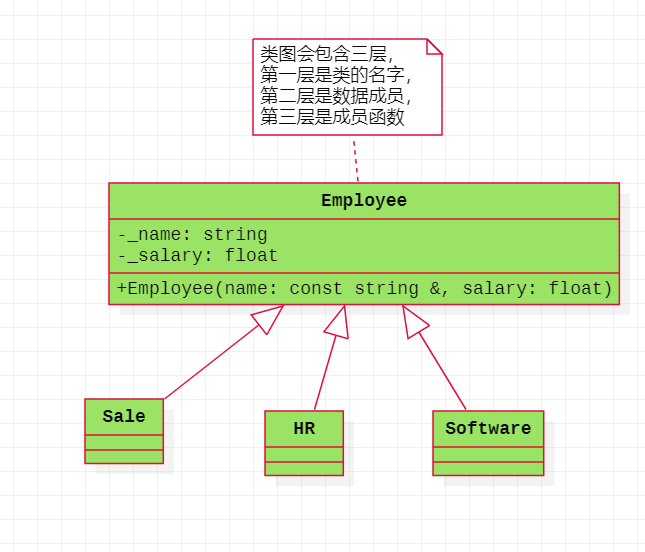 类图会包含三层，
第一层是类的名字，
第二层是数据成员，
第三层是成员函数
Employee
-_name: string
-_salary: float
+Employee(name: const string &, salary: float)
Sale
HR
Software